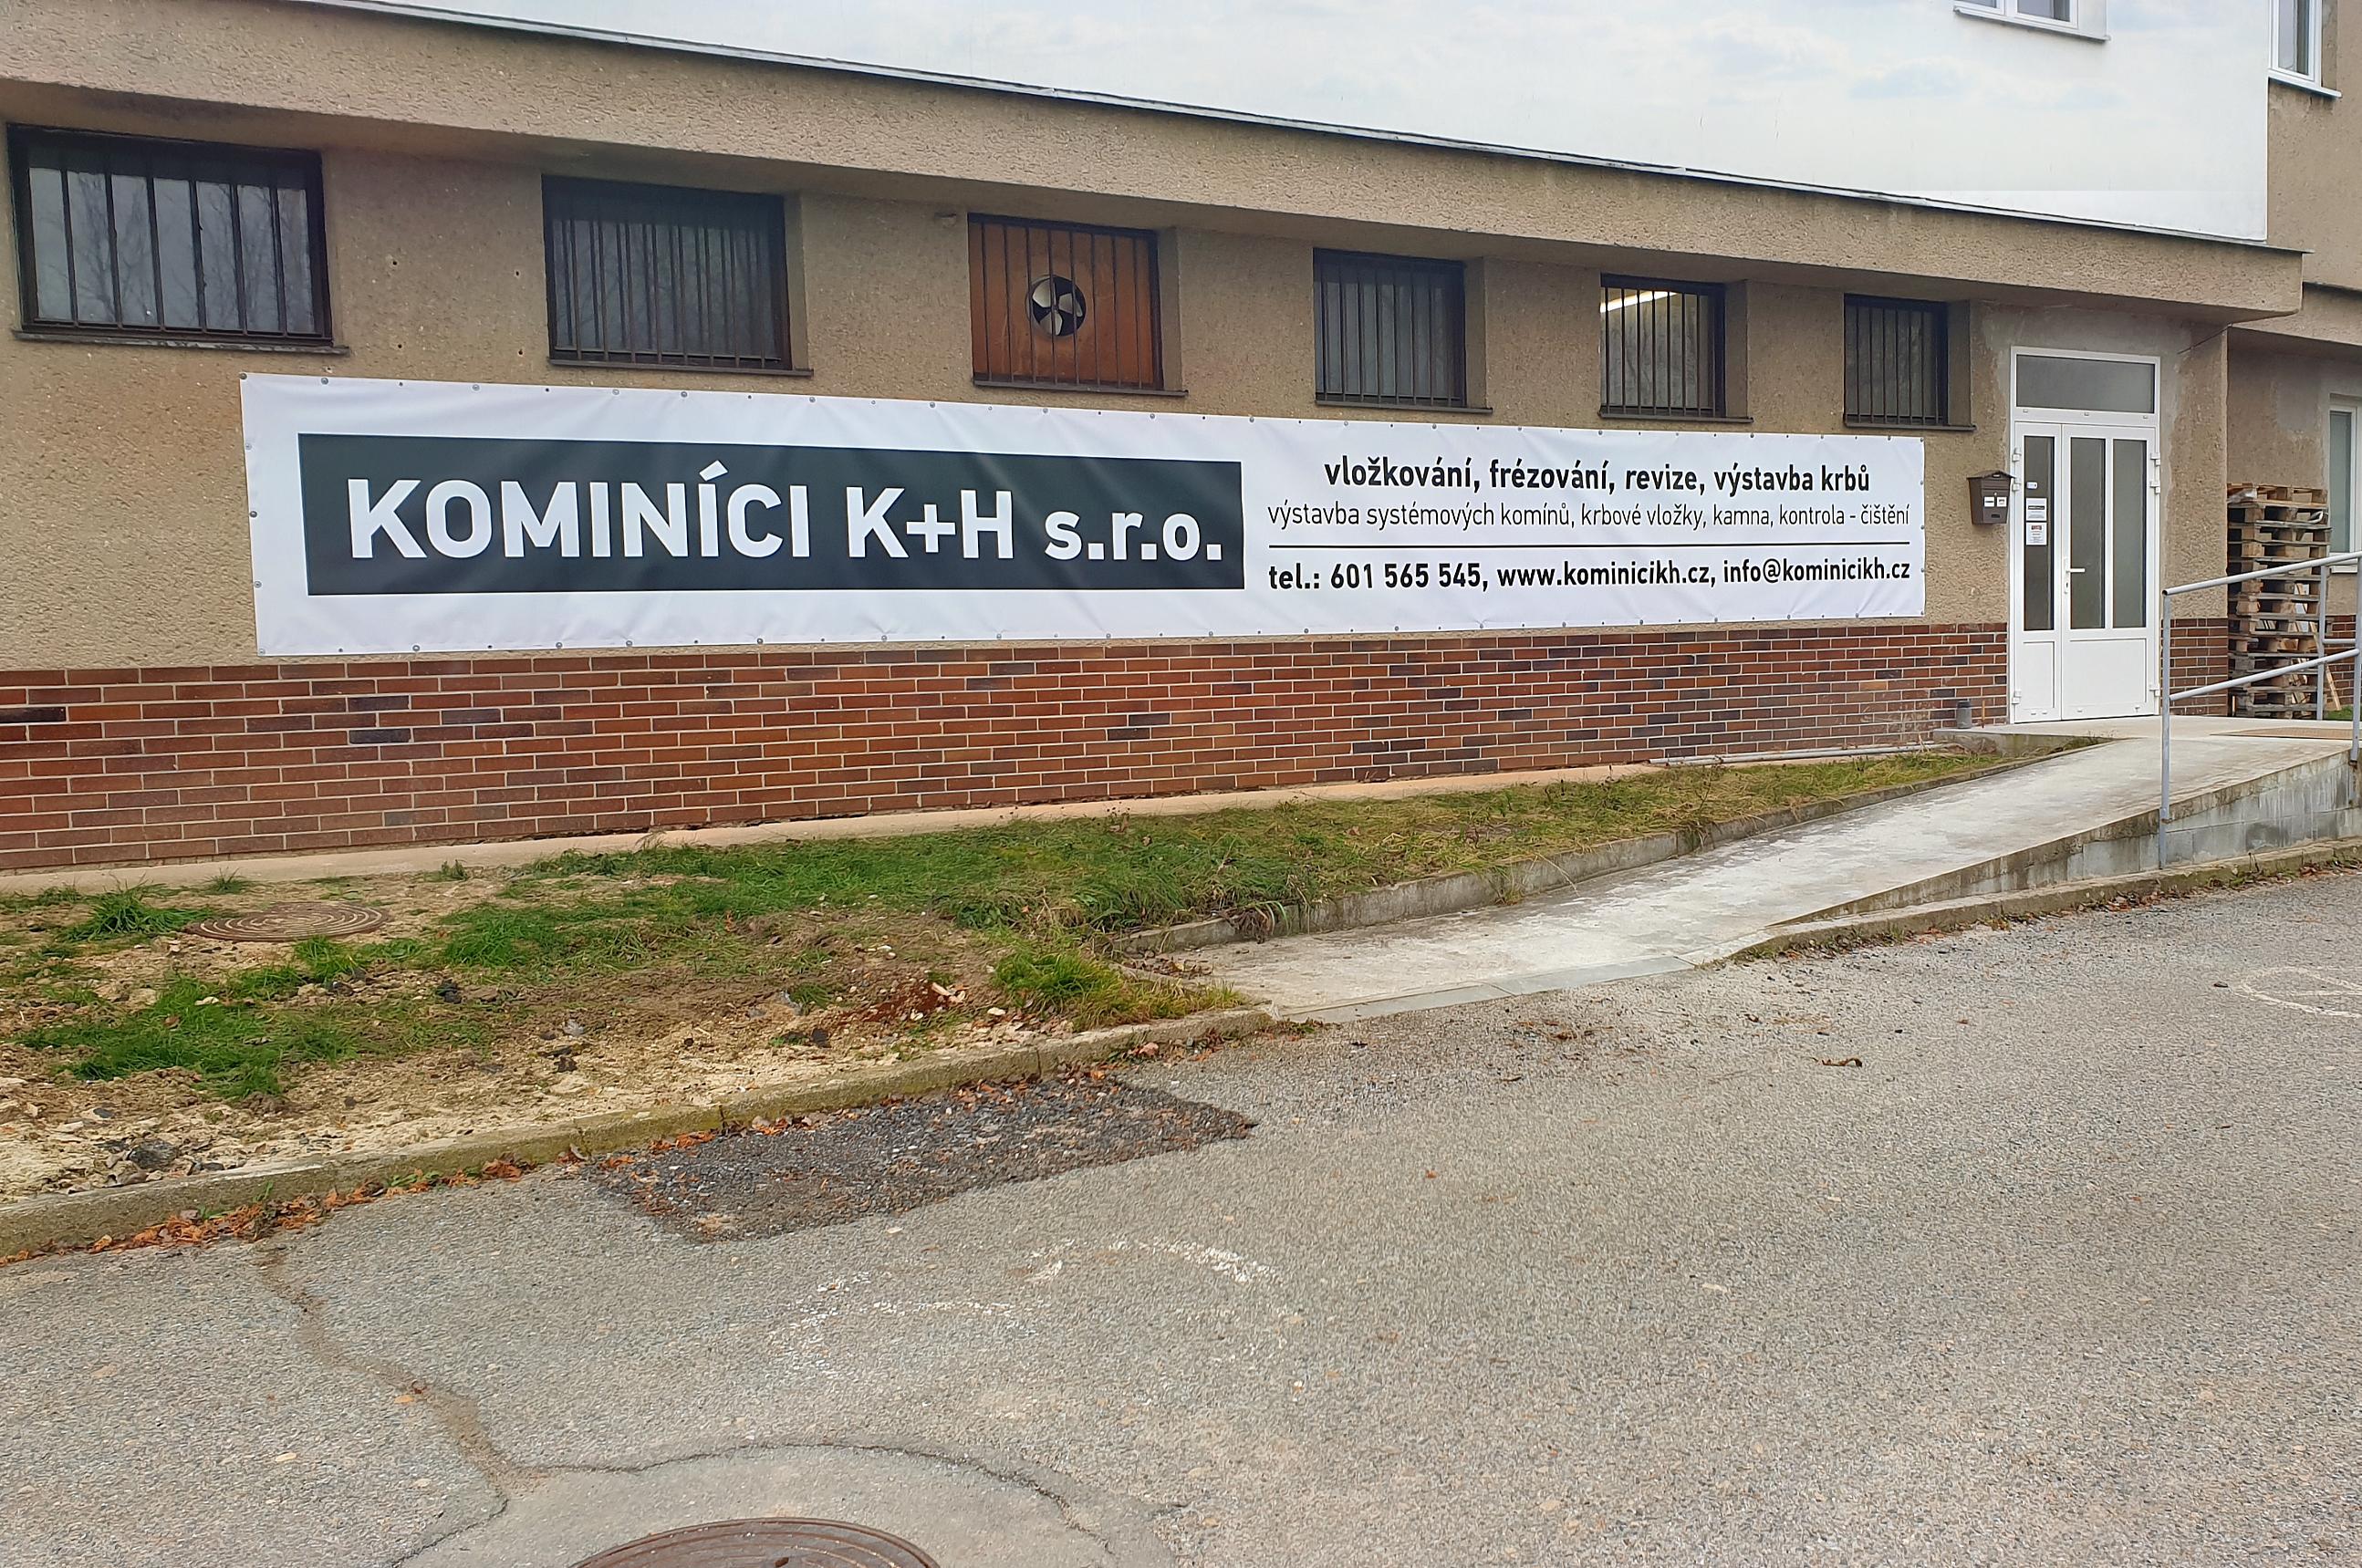 KOMINÍCI K+H s.r.o.
vložkování, frézování, revize, výstavba krbů
výstavba systémových komínů, krbové vložky, kamna, kontrola - čištění
tel.: 601 565 545, www.kominicikh.cz, info@kominicikh.cz